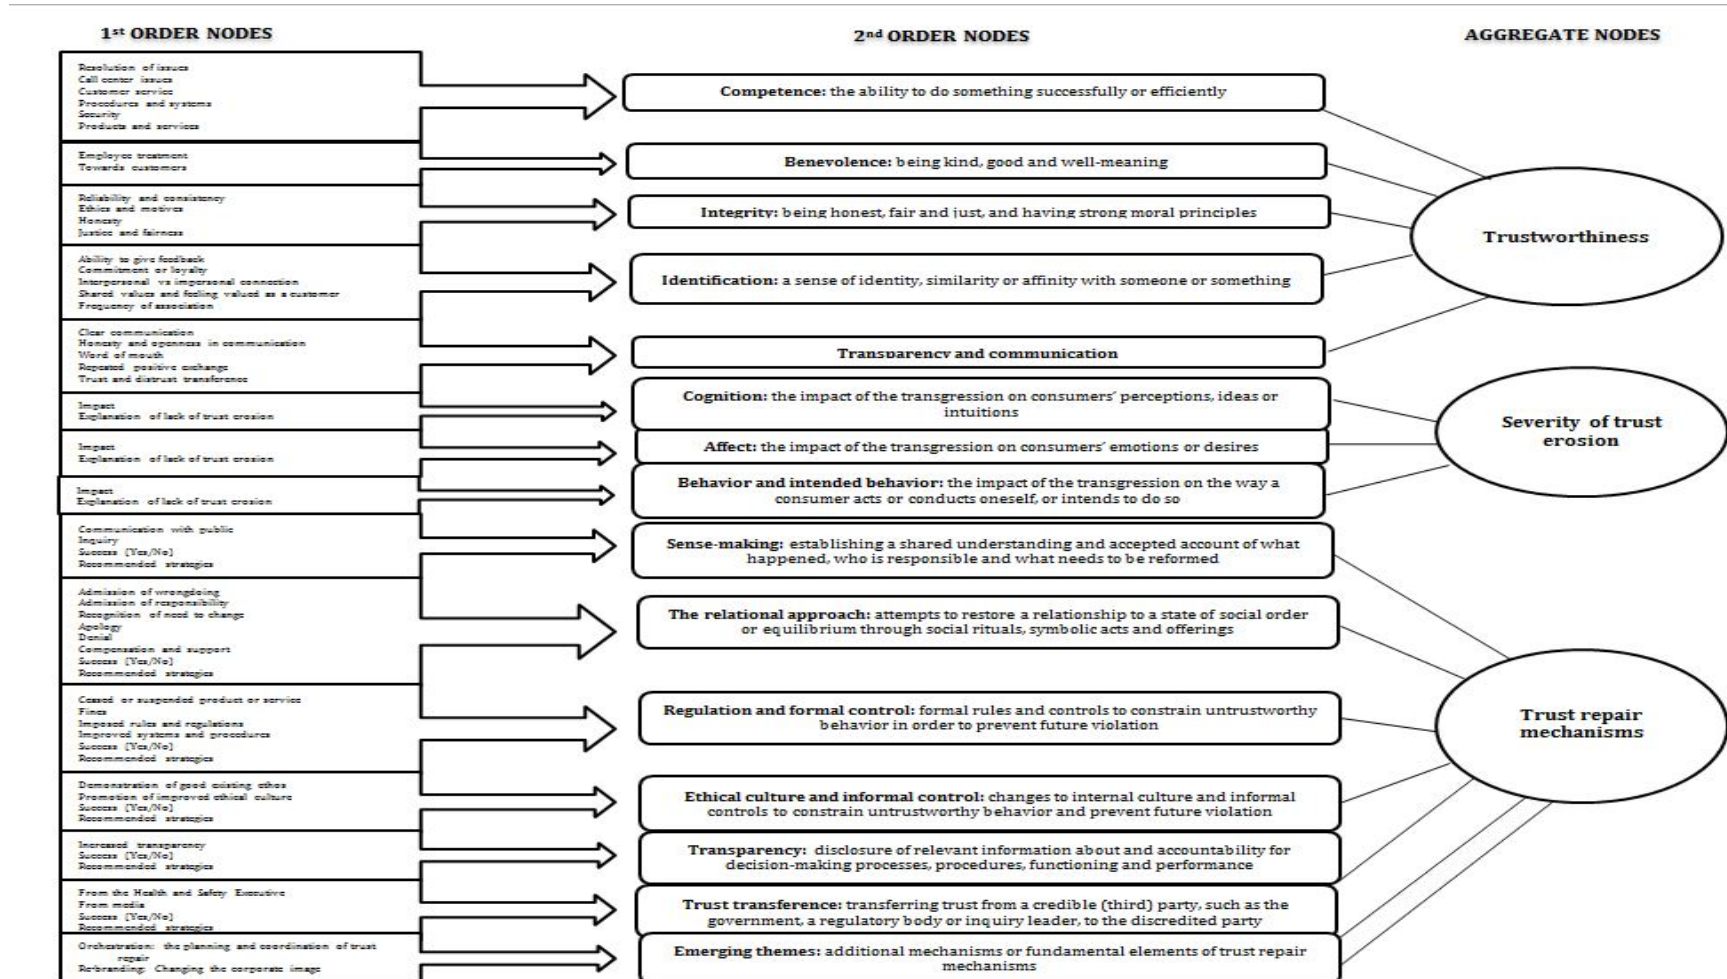 1st ORDER NODES
2nd ORDER NODES
AGGREGATE NODES
Resolution of issues
Call center issues
Customer service
Procedures and systems
Security
Products and services
Competence: the ability to do something successfully or efficiently
Employee treatment
Towards customers
Benevolence: being kind, good and well-meaning
Reliability and consistency
Ethics and motives
Honesty
Justice and fairness
Integrity: being honest, fair and just, and having strong moral principles
Trustworthiness
Ability to give feedback
Commitment or loyalty
Interpersonal vs impersonal connection
Shared values and feeling valued as a customer
Frequency of association
Identification: a sense of identity, similarity or affinity with someone or something
Clear communication
Honesty and openness in communication
Word of mouth
Repeated positive exchange
Trust and distrust transference
Transparency and communication
Impact
Explanation of lack of trust erosion
Cognition: the impact of the transgression on consumers' perceptions, ideas or
intuitions
Severity of trust
erosion
Impact
Explanation of lack of trust erosion
Affect: the impact of the transgression on consumers' emotions or desires
Impact
Explanation of lack of trust erosion
Behavior and intended behavior: the impact of the transgression on the way a
consumer acts or conducts oneself, or intends to do so
Communication with public
Inquiry
Success [Yes/No]
Recommended strategies
Sense-making: establishing a shared understanding and accepted account of what
happened, who is responsible and what needs to be reformed
Admission of wrongdoing
Admission of responsibility
Recognition of need to change
Apology
Denial
Compensation and support
Success [Yes/No]
Recommended strategies
The relational approach: attempts to restore a relationship to a state of social order
or equilibrium through social rituals, symbolic acts and offerings
Ceased or suspended product or service
Fines
Imposed rules and regulations
Improved systems and procedures
Success [Yes/No]
Recommended strategies
Regulation and formal control: formal rules and controls to constrain untrustworthy
behavior in order to prevent future violation
Trust repair
mechanisms
Demonstration of good existing ethos
Promotion of improved ethical culture
Success [Yes/No]
Recommended strategies
Ethical culture and informal control: changes to internal culture and informal
controls to constrain untrustworthy behavior and prevent future violation
Increased transparency
Success [Yes/No]
Recommended strategies
Transparency: disclosure of relevant information about and accountability for
decision-making processes, procedures, functioning and performance
From the Health and Safety Executive
From media
Success [Yes/No]
Recommended strategies
Trust transference: transferring trust from a credible (third) party, such as the
government, a regulatory body or inquiry leader, to the discredited party
Orchestration: the planning and coordination of trust
repair
Re-branding: Changing the corporate image
Emerging themes: additional mechanisms or fundamental elements of trust repair
mechanisms